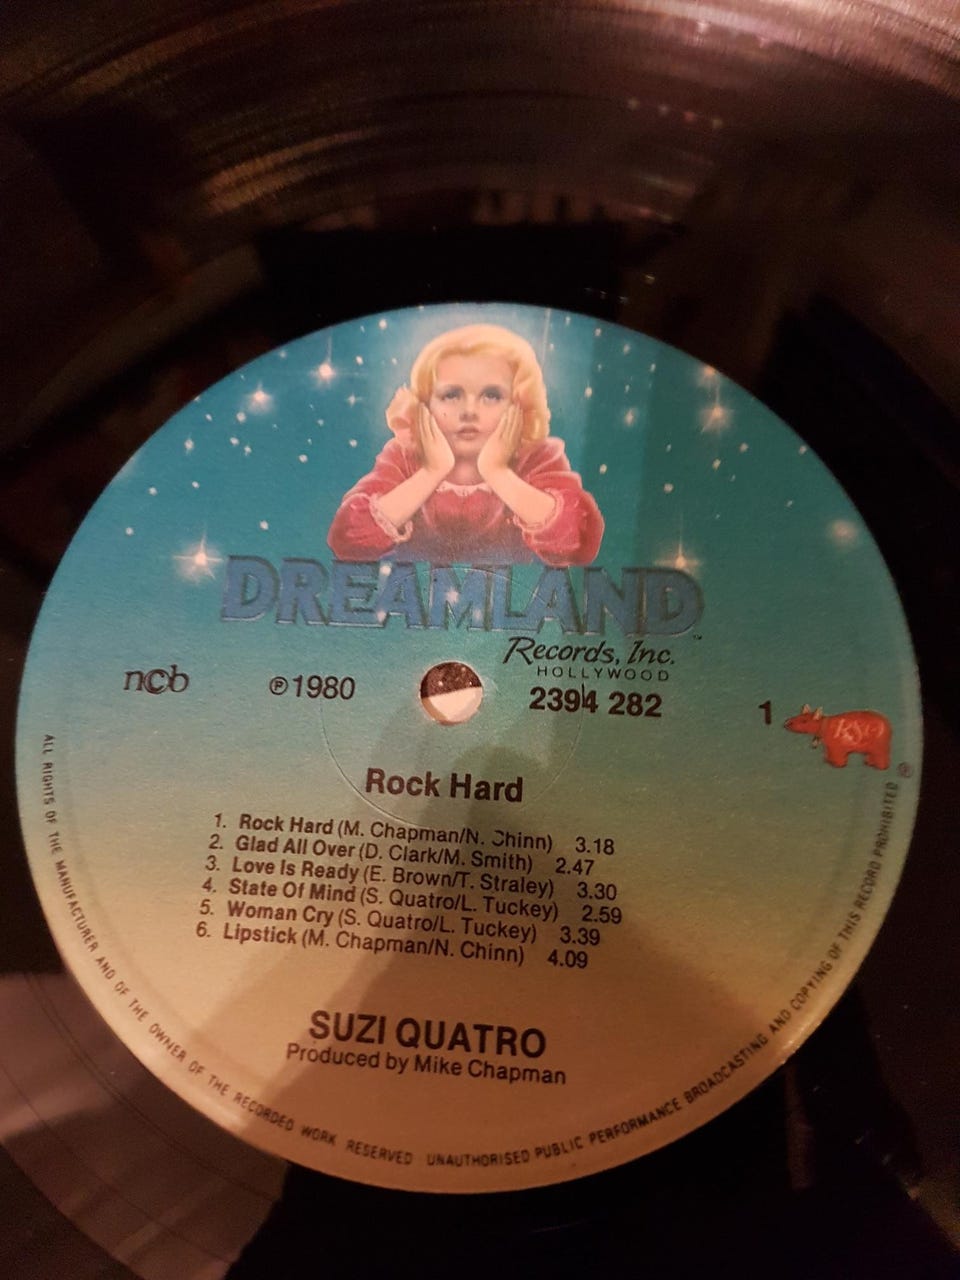 DREAMLAND™
Records, Inc.
HOLLYWOOD
ncb
℗1980
2394 282
1
RSO®
Rock Hard
1. Rock Hard (M. Chapman/N. Chinn) 3.18
2. Glad All Over (D. Clark/M. Smith) 2.47
3. Love Is Ready (E. Brown/T. Straley) 3.30
4. State Of Mind (S. Quatro/L. Tuckey) 2.59
5. Woman Cry (S. Quatro/L. Tuckey) 3.39
6. Lipstick (M. Chapman/N. Chinn) 4.09
SUZI QUATRO
Produced by Mike Chapman
ALL RIGHTS OF THE MANUFACTURER AND OF THE OWNER OF THE RECORDED WORK RESERVED UNAUTHORISED PUBLIC PERFORMANCE BROADCASTING AND COPYING OF THIS RECORD PROHIBITED